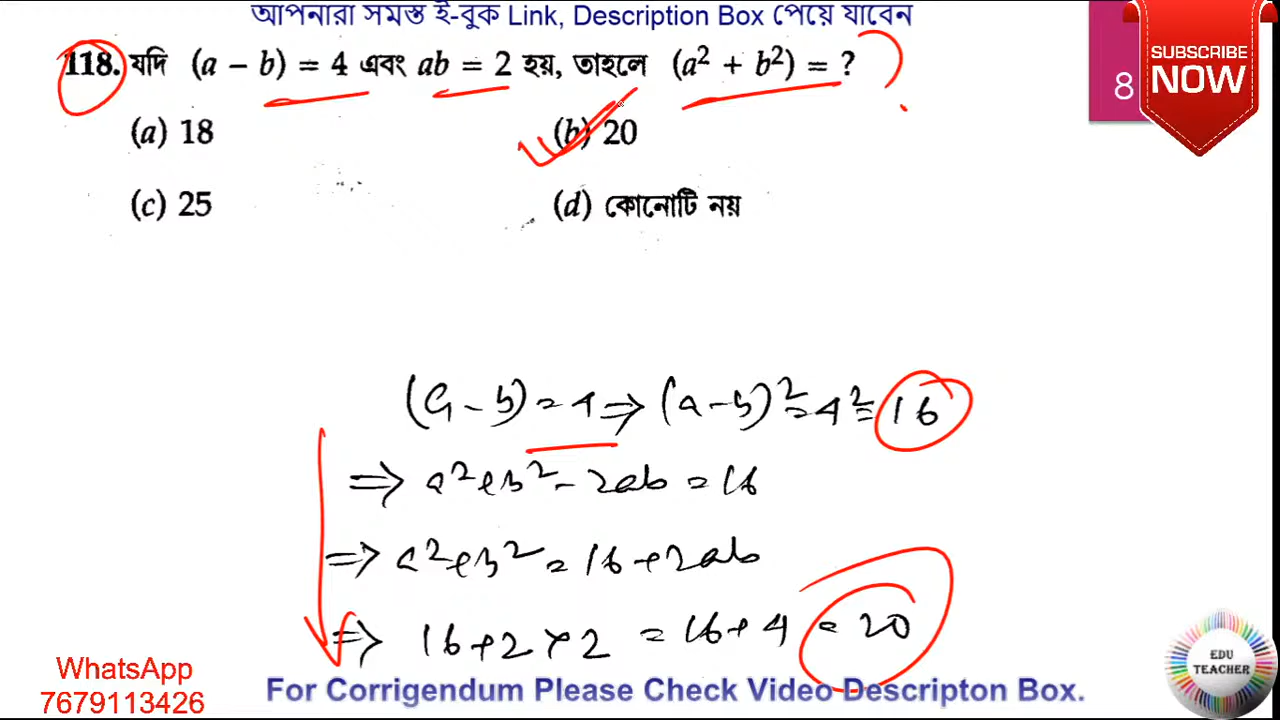 আপনারা সমস্ত ই-বুক Link, Description Box পেয়ে যাবেন
118. যদি (a – b) = 4 এবং ab = 2 হয়, তাহলে (a² + b²) = ?
(a) 18
(b) 20
(c) 25
(d) কোনোটি নয়
8
SUBSCRIBE
NOW
(a – b) = 4 ⇒ (a – b)² = 4² = 16
⇒ a² + b² – 2ab = 16
⇒ a² + b² = 16 + 2ab
⇒ 16 + 2 × 2 = 16 + 4 = 20
WhatsApp
7679113426
For Corrigendum Please Check Video Descripton Box.
EDU
TEACHER